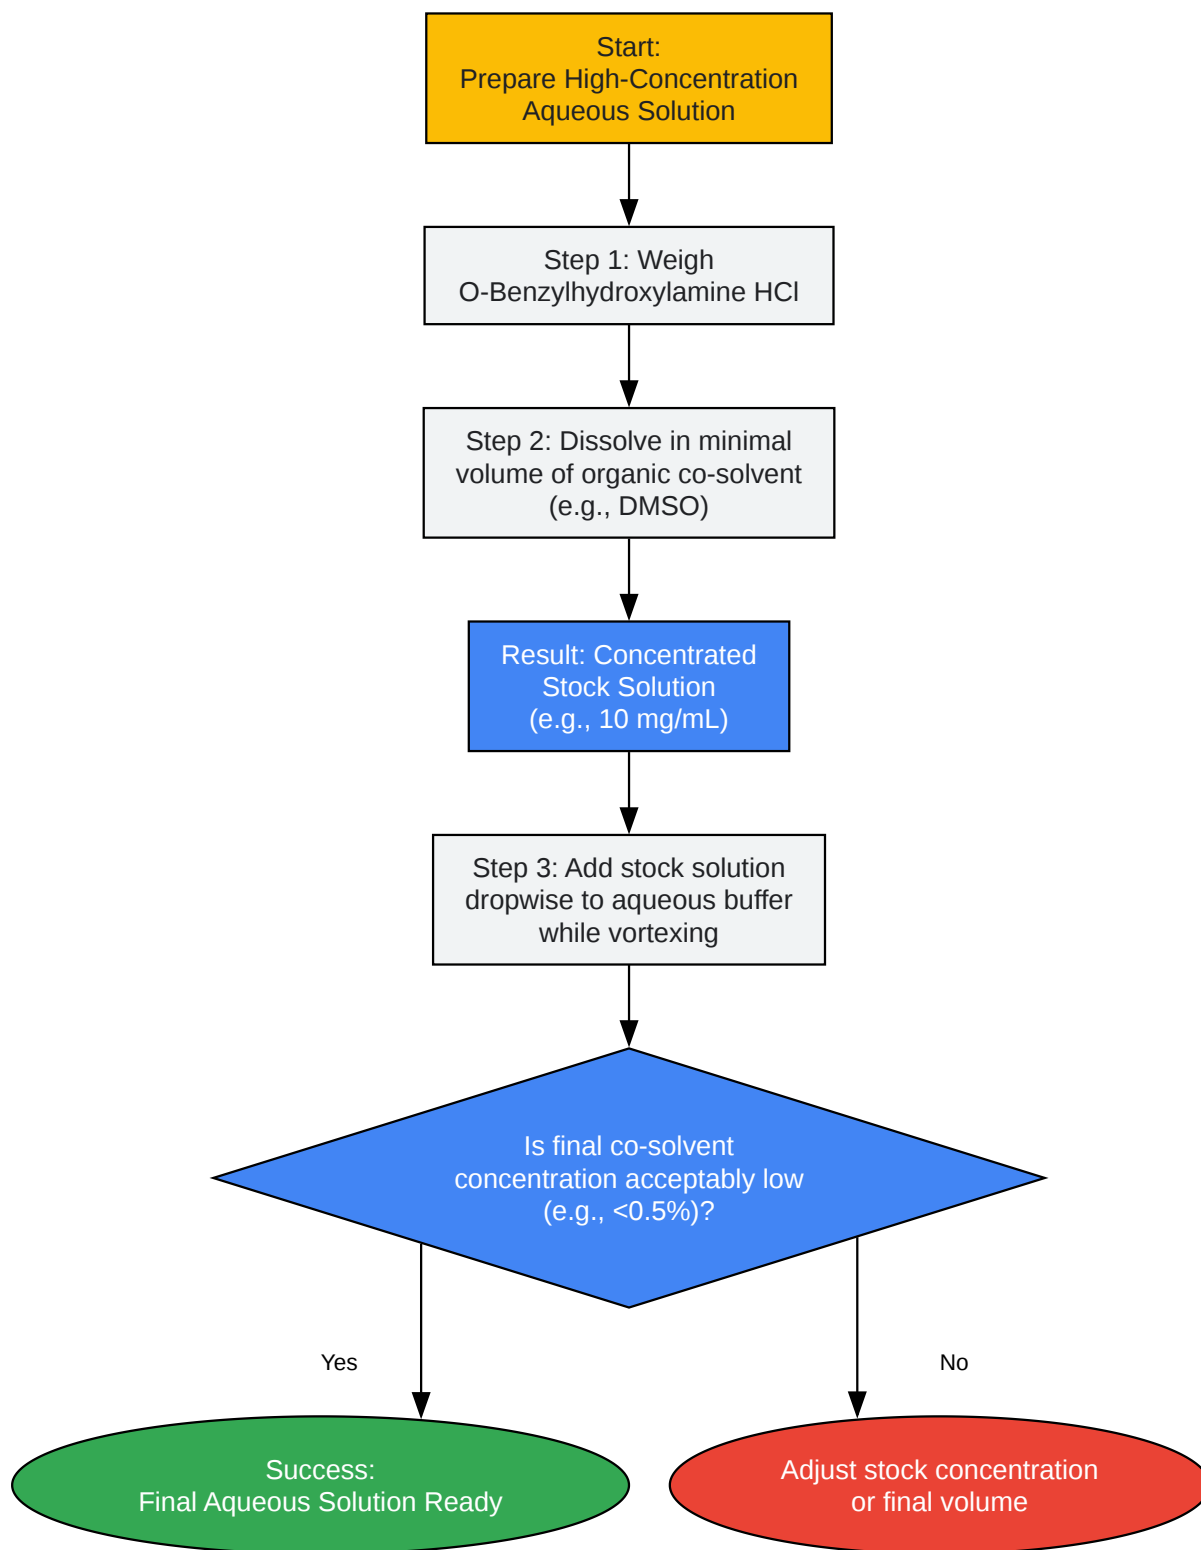 Start:
Prepare High-Concentration
Aqueous Solution
Step 1: Weigh
O-Benzylhydroxylamine HCl
Step 2: Dissolve in minimal
volume of organic co-solvent
(e.g., DMSO)
Result: Concentrated
Stock Solution
(e.g., 10 mg/mL)
Step 3: Add stock solution
dropwise to aqueous buffer
while vortexing
Is final co-solvent
concentration acceptably low
(e.g., <0.5%)?
Yes
No
Success:
Final Aqueous Solution Ready
Adjust stock concentration
or final volume